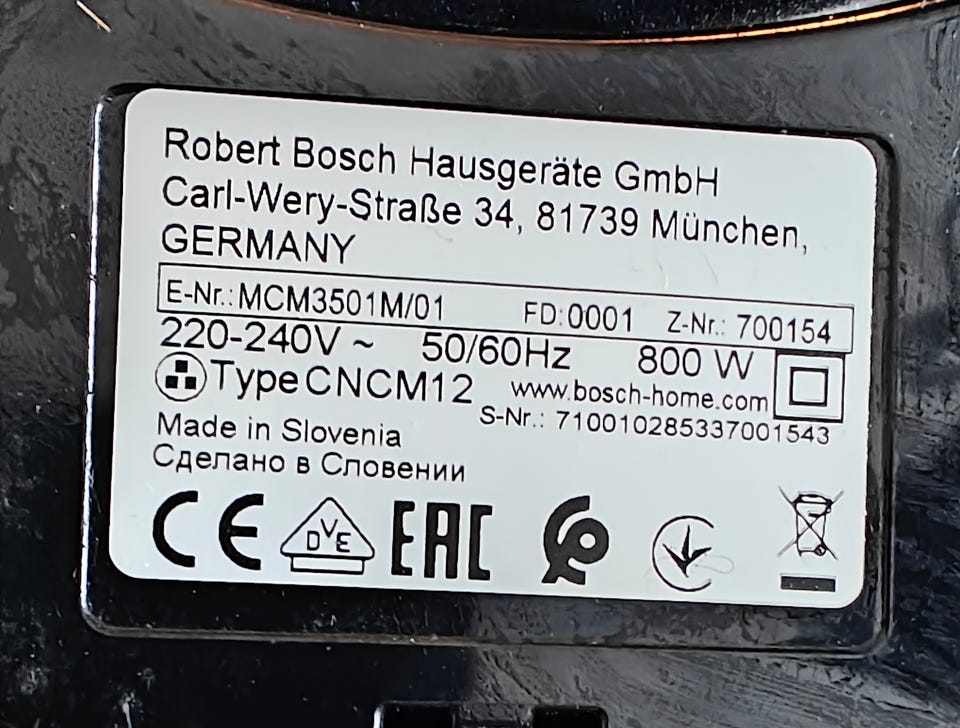 Robert Bosch Hausgeräte GmbH
Carl-Wery-Straße 34, 81739 München,
GERMANY
E-Nr.: MCM3501M/01 FD: 0001 Z-Nr.: 700154
220-240V ~ 50/60Hz 800 W
Type CNCM12 www.bosch-home.com
S-Nr.: 710010285337001543
Made in Slovenia
Сделано в Словении
CE DVE EAC